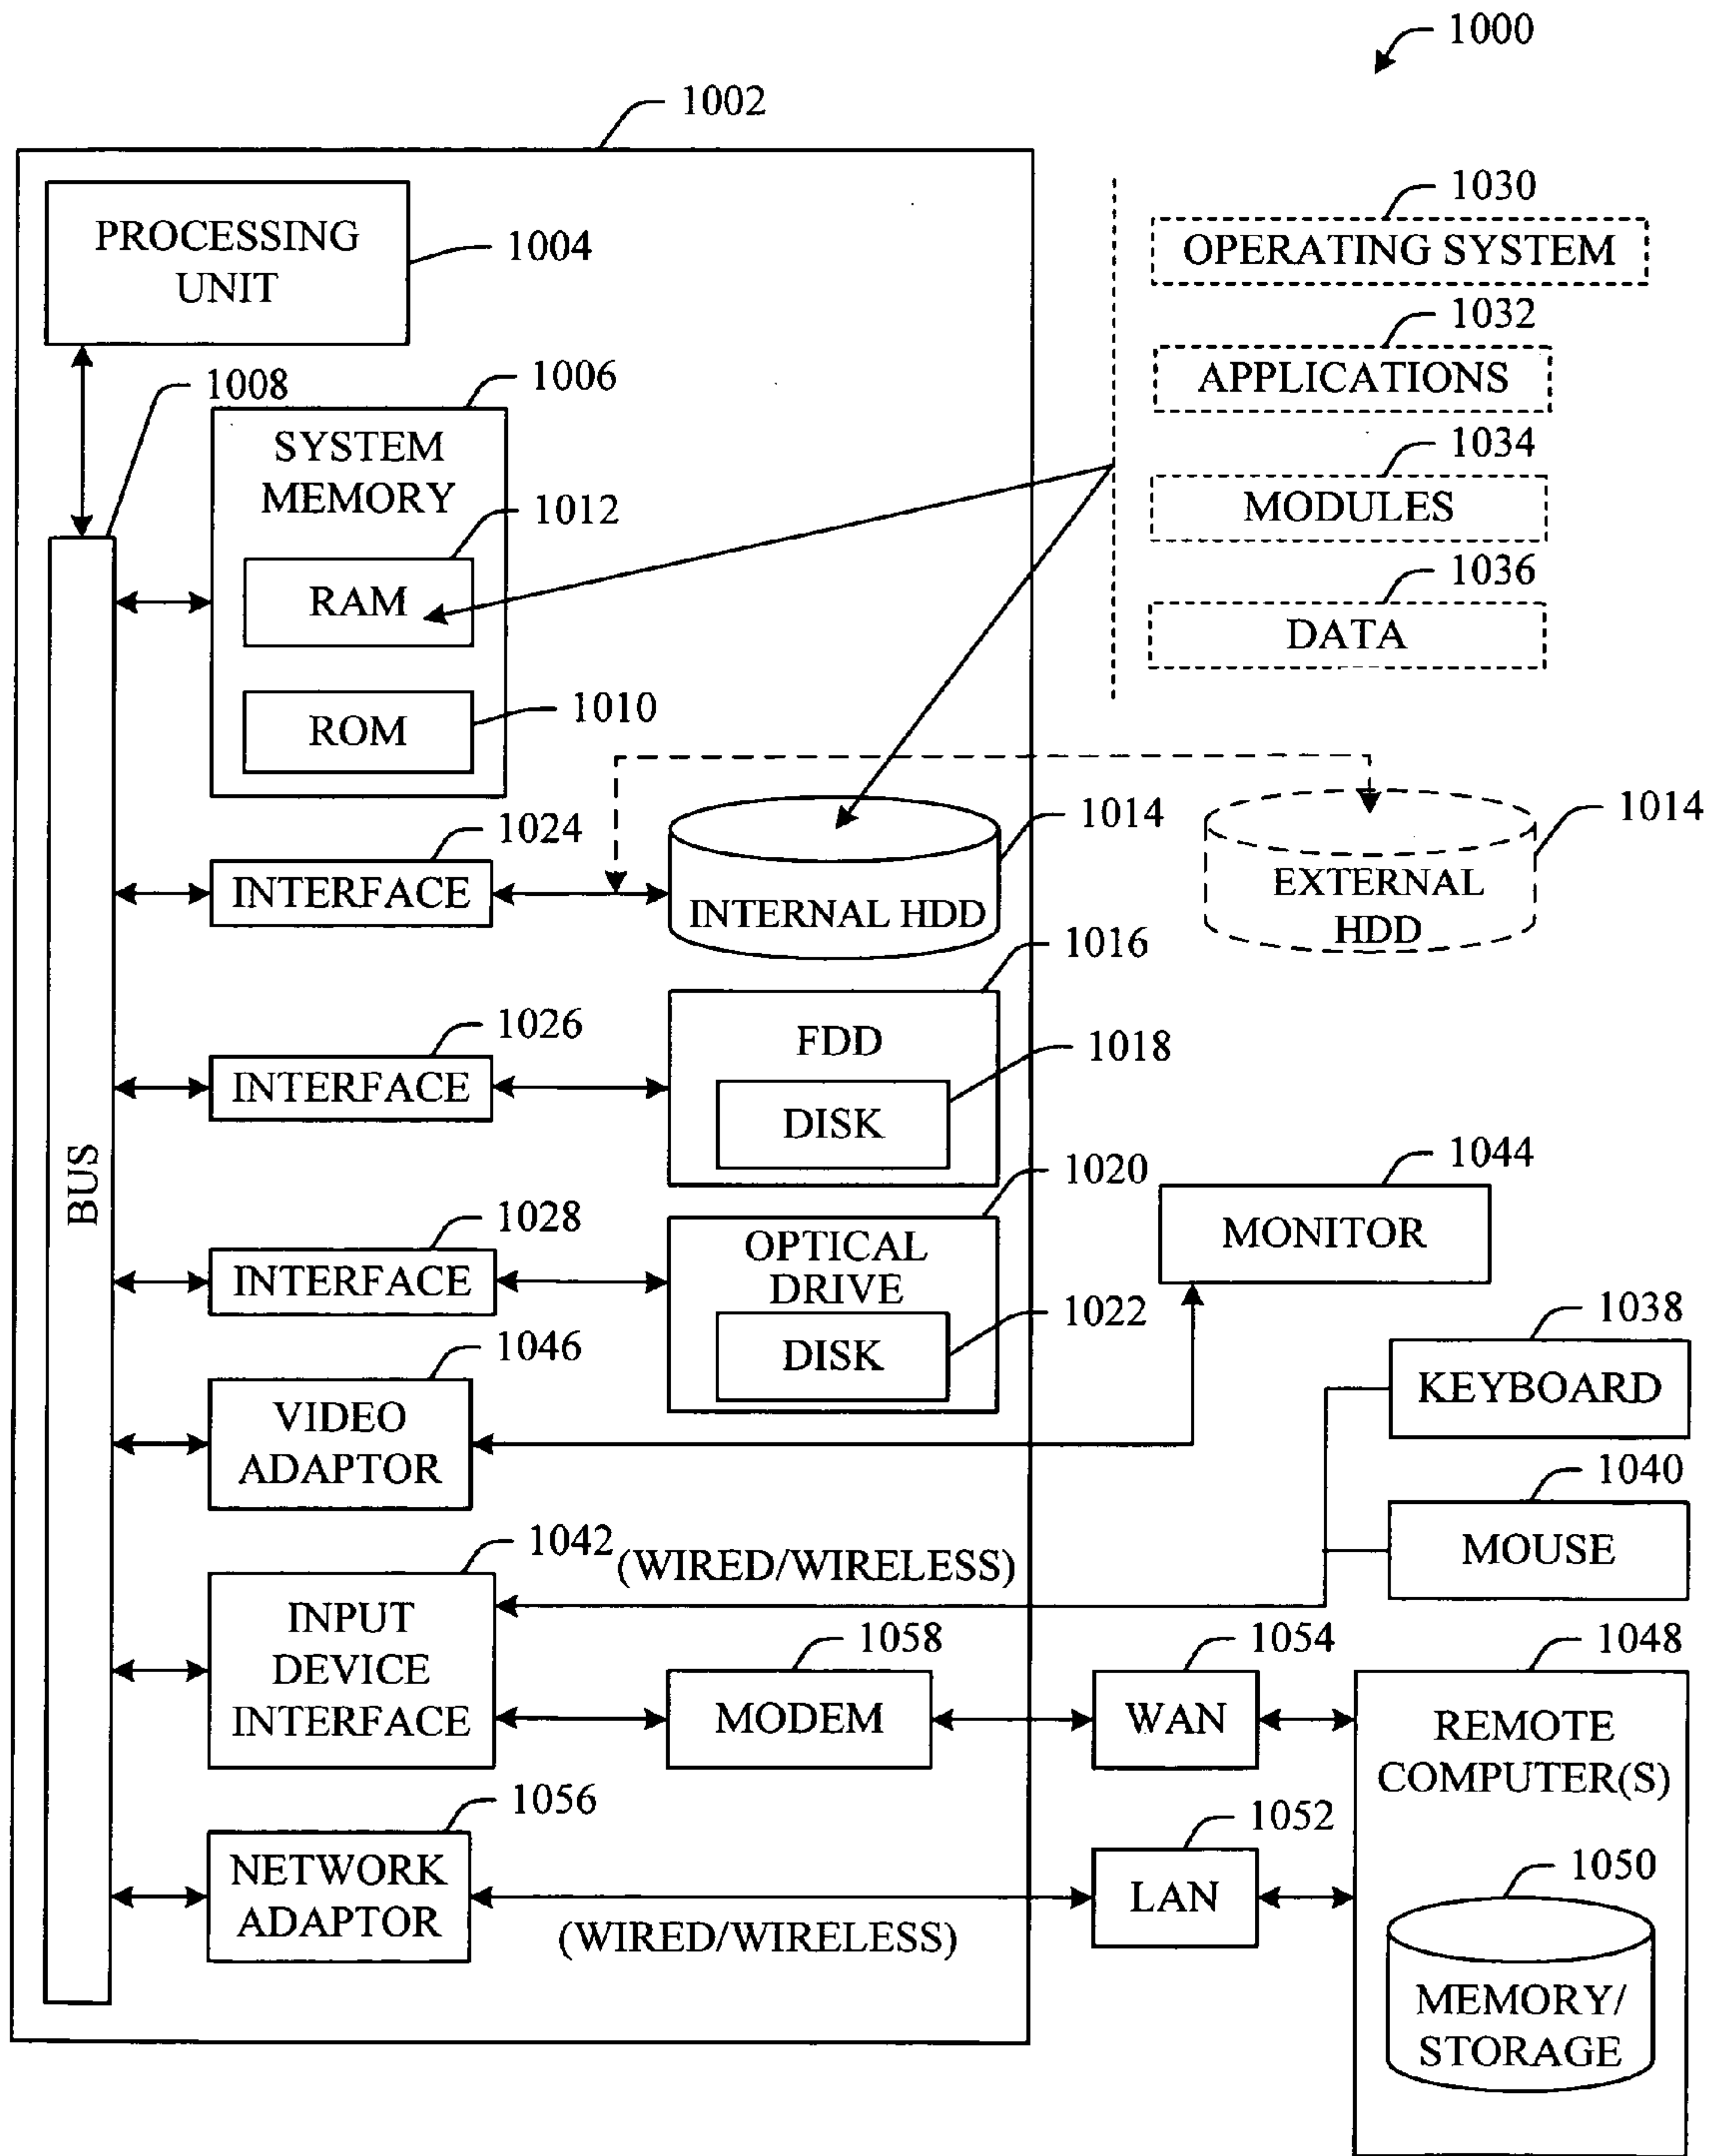 1000
1002
PROCESSING
UNIT
1004
1030
OPERATING SYSTEM
1032
APPLICATIONS
1034
MODULES
1036
DATA
1008
1006
SYSTEM
MEMORY
1012
RAM
1010
ROM
BUS
1024
INTERFACE
1014
INTERNAL HDD
1014
EXTERNAL
HDD
1026
INTERFACE
1016
FDD
1018
DISK
1028
INTERFACE
1020
OPTICAL
DRIVE
1022
DISK
1044
MONITOR
1046
VIDEO
ADAPTOR
1038
KEYBOARD
1040
MOUSE
1042
(WIRED/WIRELESS)
INPUT
DEVICE
INTERFACE
1058
MODEM
1054
WAN
1048
REMOTE
COMPUTER(S)
1056
NETWORK
ADAPTOR
(WIRED/WIRELESS)
1052
LAN
1050
MEMORY/
STORAGE